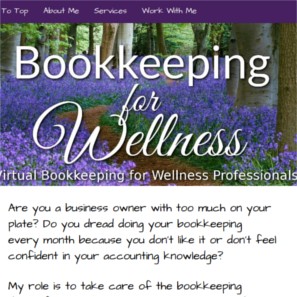 To Top About Me Services Work With Me
Bookkeeping
for
Wellness
Virtual Bookkeeping for Wellness Professionals
Are you a business owner with too much on your
plate? Do you dread doing your bookkeeping
every month because you don't like it or don't feel
confident in your accounting knowledge?
My role is to take care of the bookkeeping